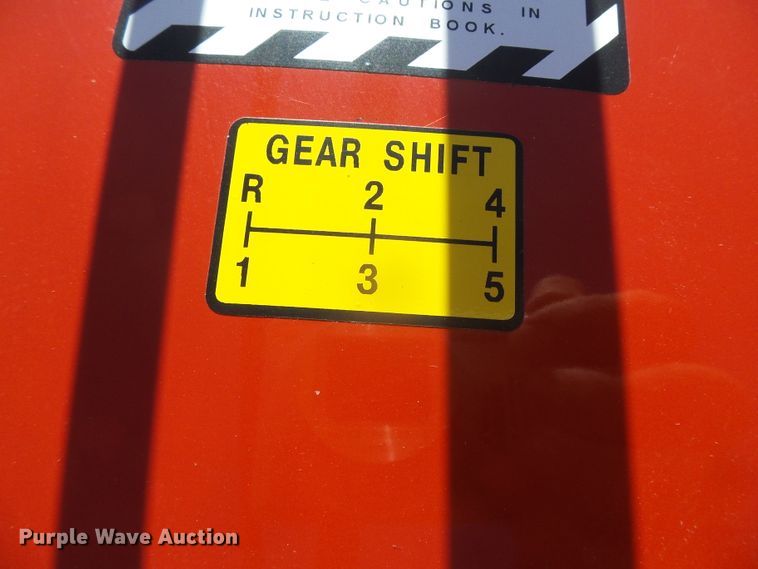 CAUTIONS IN
INSTRUCTION BOOK.
GEAR SHIFT
R 2 4
1 3 5
Purple Wave Auction